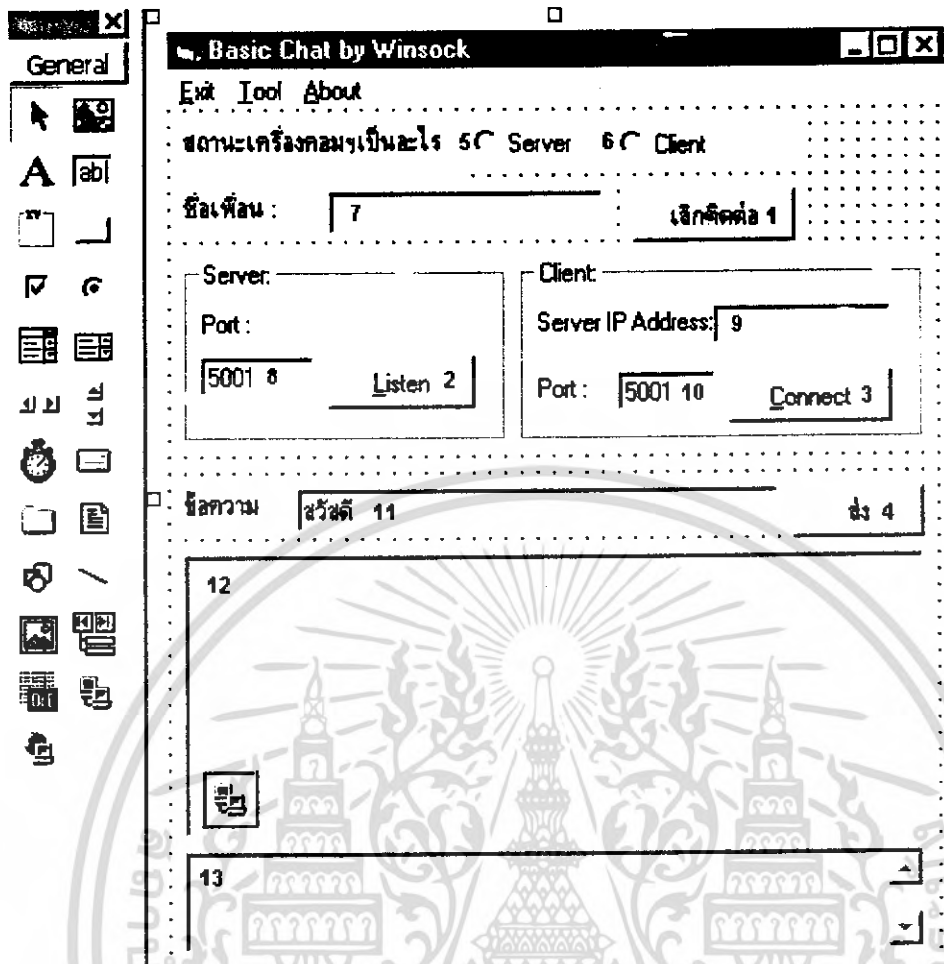 General
Basic Chat by Winsock
Exit Tool About
สถานะเครื่องคอมฯเป็นอะไร 5 Server 6 Client
ชื่อเพื่อน : 7 เลิกติดต่อ 1
Server: Client:
Port : Server IP Address: 9
5001 8 Listen 2 Port : 5001 10 Connect 3
ข้อความ สวัสดี 11 ส่ง 4
12
13